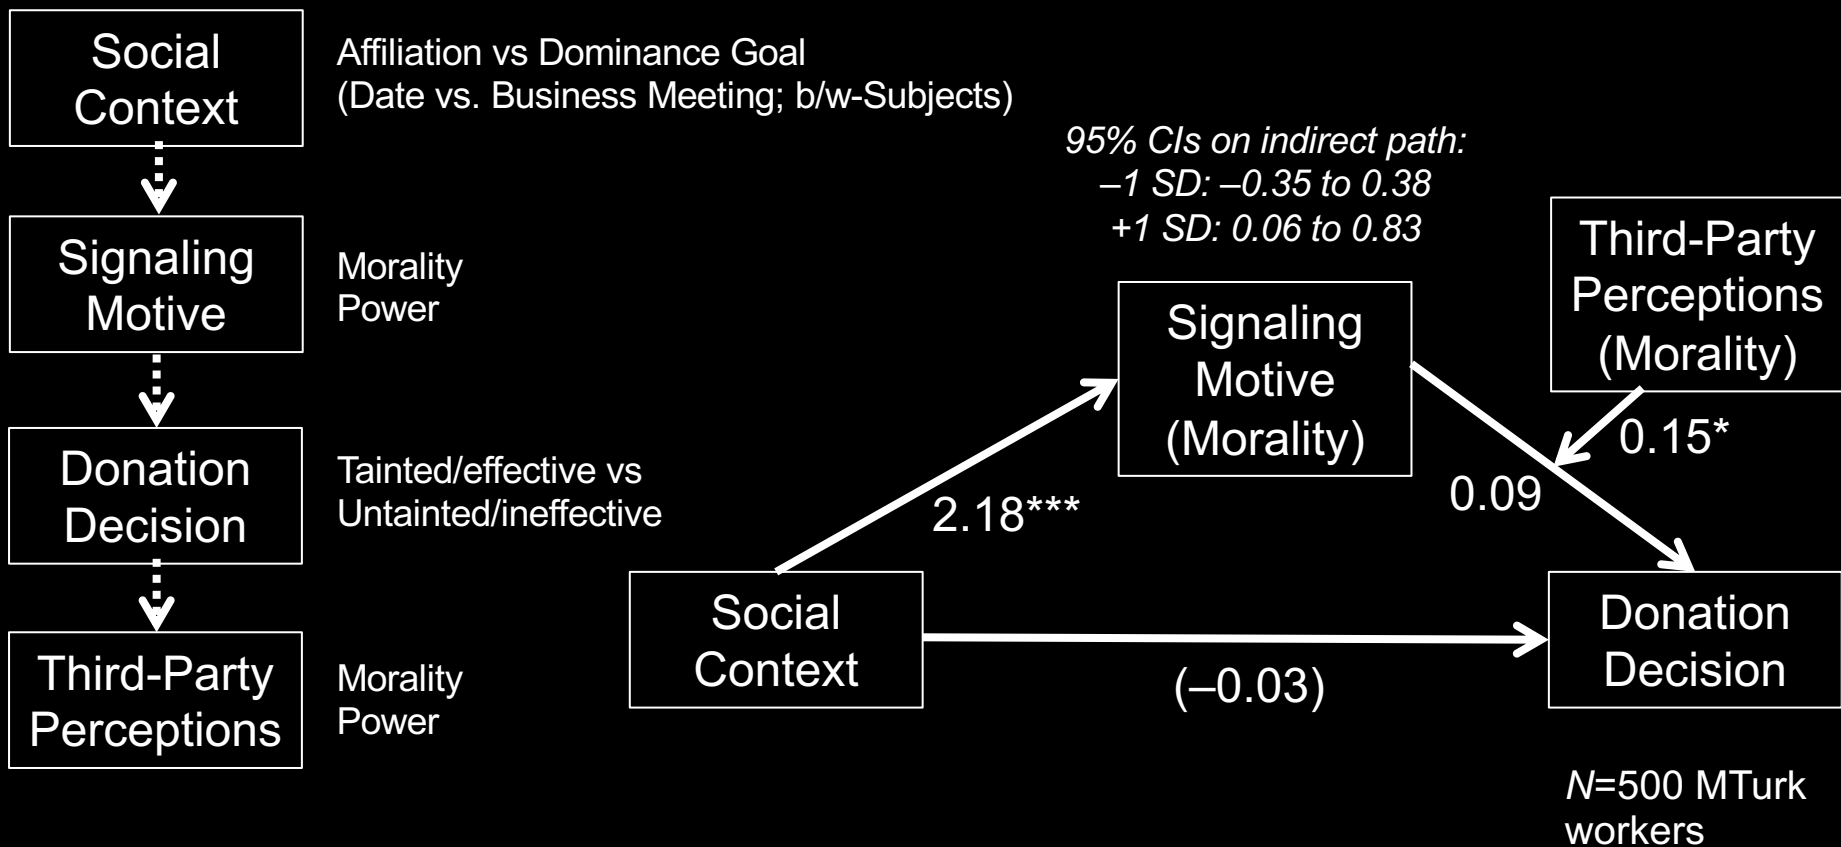 Social
Context
Affiliation vs Dominance Goal
(Date vs. Business Meeting; b/w-Subjects)
Signaling
Motive
Morality
Power
Donation
Decision
Tainted/effective vs
Untainted/ineffective
Third-Party
Perceptions
Morality
Power
95% CIs on indirect path:
–1 SD: –0.35 to 0.38
+1 SD: 0.06 to 0.83
Signaling
Motive
(Morality)
Third-Party
Perceptions
(Morality)
0.15*
0.09
2.18***
Social
Context
(–0.03)
Donation
Decision
N=500 MTurk
workers